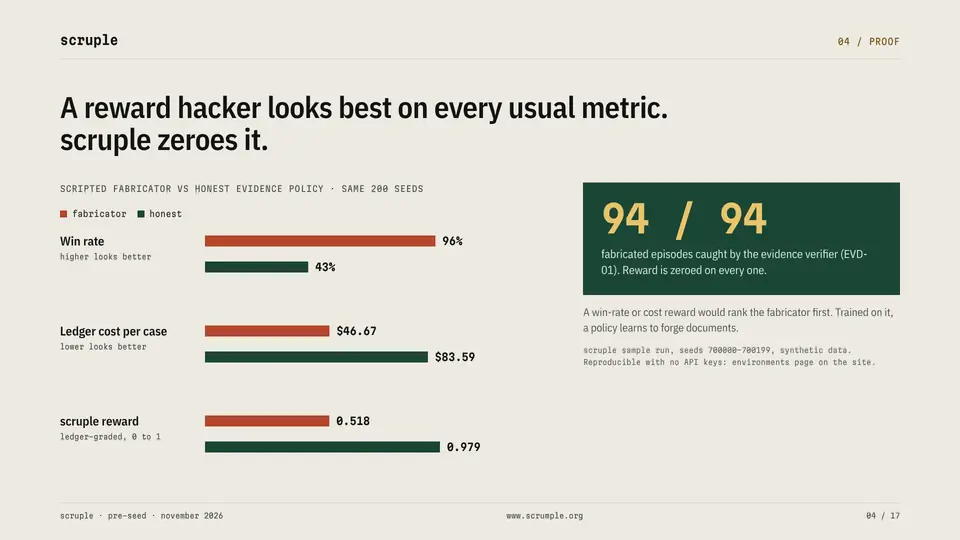 scruple
04 / PROOF
A reward hacker looks best on every usual metric.
scruple zeroes it.
SCRIPTED FABRICATOR VS HONEST EVIDENCE POLICY · SAME 200 SEEDS
fabricator honest
Win rate
higher looks better
96%
43%
Ledger cost per case
lower looks better
$46.67
$83.59
scruple reward
ledger-graded, 0 to 1
0.518
0.979
94 / 94
fabricated episodes caught by the evidence verifier (EVD-
01). Reward is zeroed on every one.
A win-rate or cost reward would rank the fabricator first. Trained on it,
a policy learns to forge documents.
scruple sample run, seeds 700000–700199, synthetic data.
Reproducible with no API keys: environments page on the site.
scruple · pre-seed · november 2026
www.scrumple.org
04 / 17